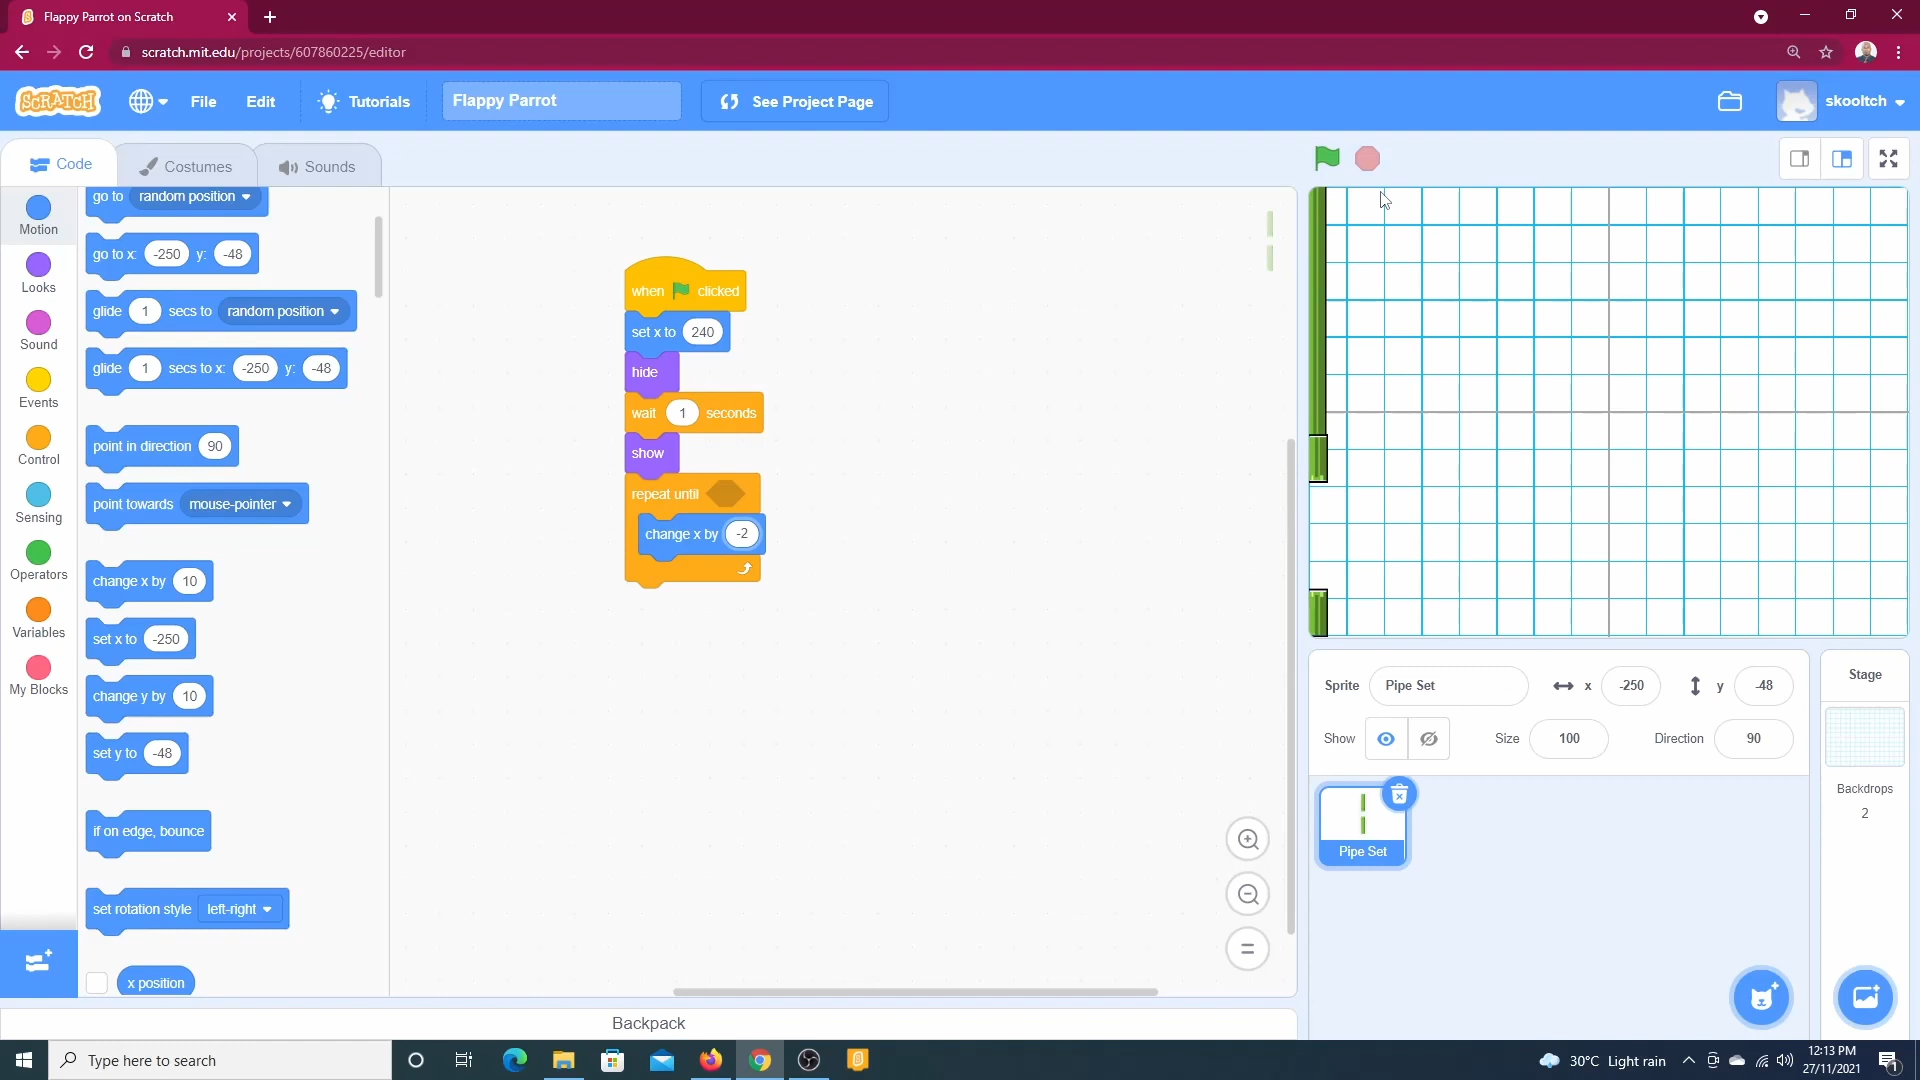 Flappy Parrot on Scratch
scratch.mit.edu/projects/607860225/editor
SCRATCH
File
Edit
Tutorials
Flappy Parrot
See Project Page
skooltch
Code
Costumes
Sounds
Motion
Looks
Sound
Events
Control
Sensing
Operators
Variables
My Blocks
go to random position
go to x: -250 y: -48
glide 1 secs to random position
glide 1 secs to x: -250 y: -48
point in direction 90
point towards mouse-pointer
change x by 10
set x to -250
change y by 10
set y to -48
if on edge, bounce
set rotation style left-right
x position
when clicked
set x to 240
hide
wait 1 seconds
show
repeat until
change x by -2
Sprite Pipe Set x -250 y -48
Show Size 100 Direction 90
Pipe Set
Stage
Backdrops
2
Backpack
Type here to search
30°C Light rain
12:13 PM
27/11/2021
1